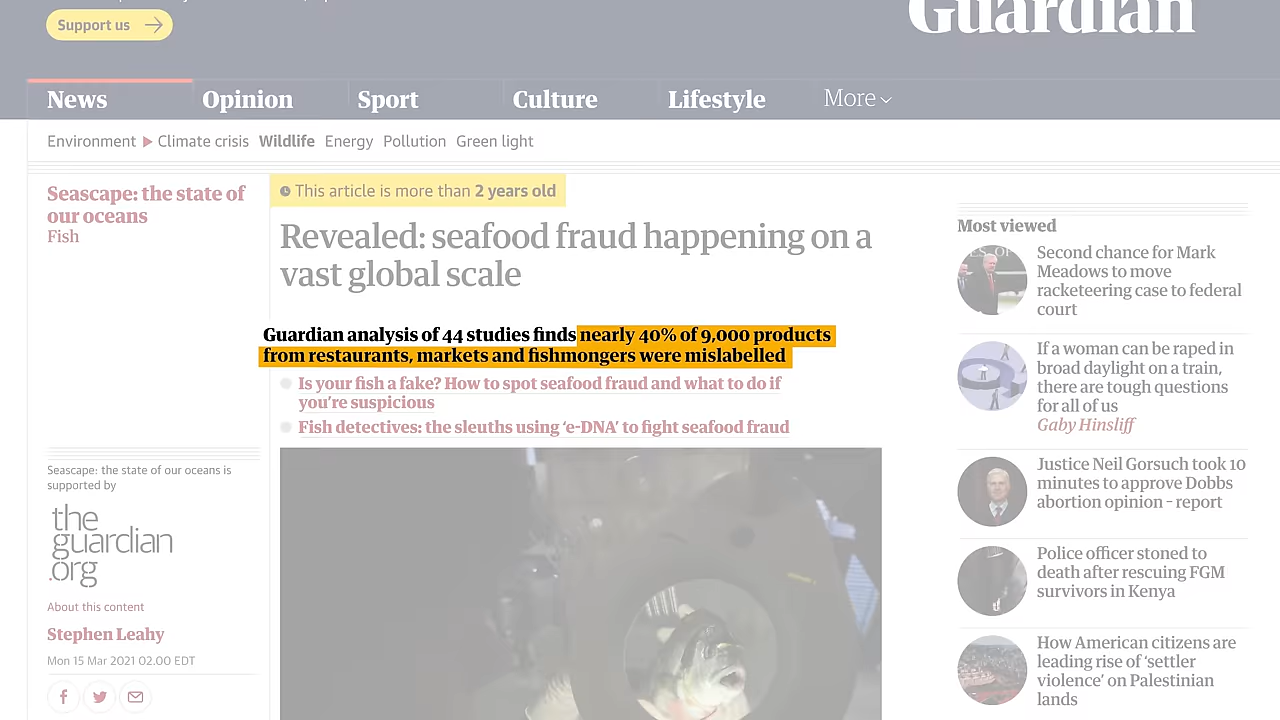 Support us
Guardian
News
Opinion
Sport
Culture
Lifestyle
More
Environment
Climate crisis
Wildlife
Energy
Pollution
Green light
Seascape: the state of
our oceans
Fish
This article is more than 2 years old
Revealed: seafood fraud happening on a
vast global scale
Guardian analysis of 44 studies finds nearly 40% of 9,000 products
from restaurants, markets and fishmongers were mislabelled
Is your fish a fake? How to spot seafood fraud and what to do if
you're suspicious
Fish detectives: the sleuths using 'e-DNA' to fight seafood fraud
Seascape: the state of our oceans is
supported by
the
guardian
.org
About this content
Stephen Leahy
Mon 15 Mar 2021 02.00 EDT
Most viewed
Second chance for Mark
Meadows to move
racketeering case to federal
court
If a woman can be raped in
broad daylight on a train,
there are tough questions
for all of us
Gaby Hinsliff
Justice Neil Gorsuch took 10
minutes to approve Dobbs
abortion opinion – report
Police officer stoned to
death after rescuing FGM
survivors in Kenya
How American citizens are
leading rise of 'settler
violence' on Palestinian
lands